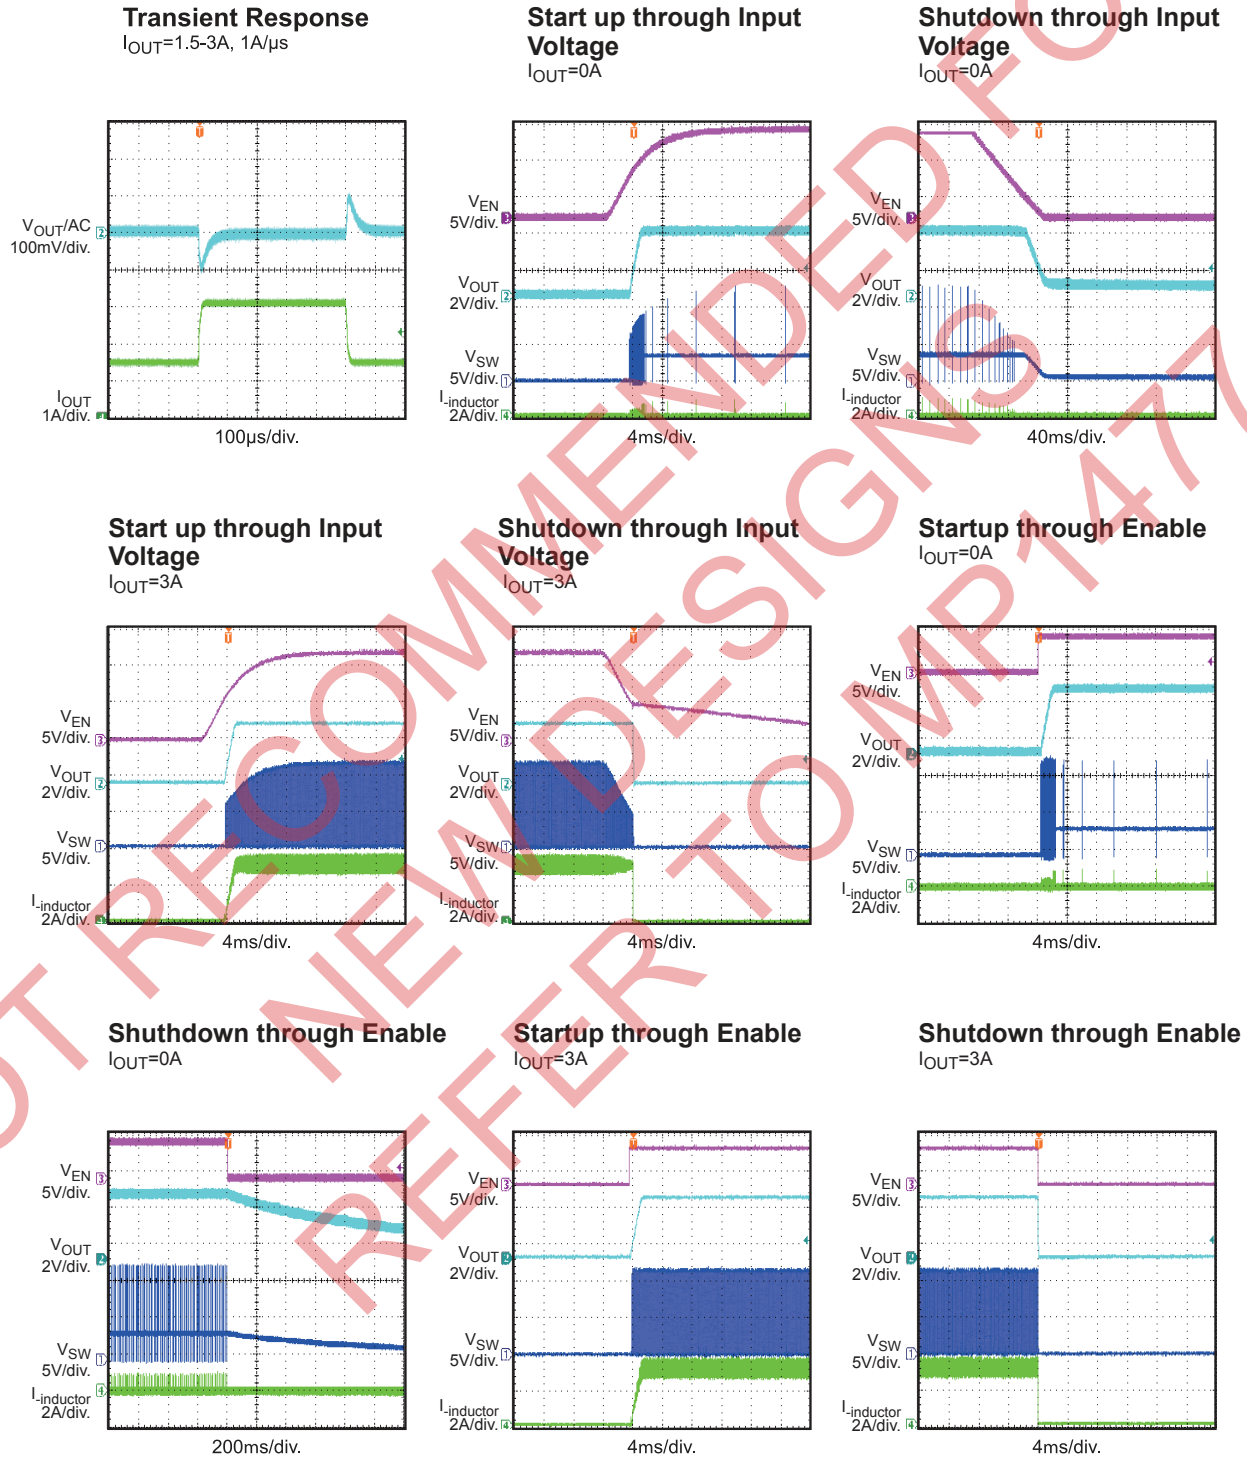 Transient Response
IOUT=1.5-3A, 1A/µs
VOUT/AC
100mV/div.
IOUT
1A/div.
100µs/div.
Start up through Input
Voltage
IOUT=0A
VEN
5V/div.
VOUT
2V/div.
VSW
5V/div.
I-inductor
2A/div.
4ms/div.
Shutdown through Input
Voltage
IOUT=0A
VEN
5V/div.
VOUT
2V/div.
VSW
5V/div.
I-inductor
2A/div.
40ms/div.
Start up through Input
Voltage
IOUT=3A
VEN
5V/div.
VOUT
2V/div.
VSW
5V/div.
I-inductor
2A/div.
4ms/div.
Shutdown through Input
Voltage
IOUT=3A
VEN
5V/div.
VOUT
2V/div.
VSW
5V/div.
I-inductor
2A/div.
4ms/div.
Startup through Enable
IOUT=0A
VEN
5V/div.
VOUT
2V/div.
VSW
5V/div.
I-inductor
2A/div.
4ms/div.
Shuthdown through Enable
IOUT=0A
VEN
5V/div.
VOUT
2V/div.
VSW
5V/div.
I-inductor
2A/div.
200ms/div.
Startup through Enable
IOUT=3A
VEN
5V/div.
VOUT
2V/div.
VSW
5V/div.
I-inductor
2A/div.
4ms/div.
Shutdown through Enable
IOUT=3A
VEN
5V/div.
VOUT
2V/div.
VSW
5V/div.
I-inductor
2A/div.
4ms/div.
OT RECOMMENDED FO
NEW DESIGNS
REFER TO MP1477